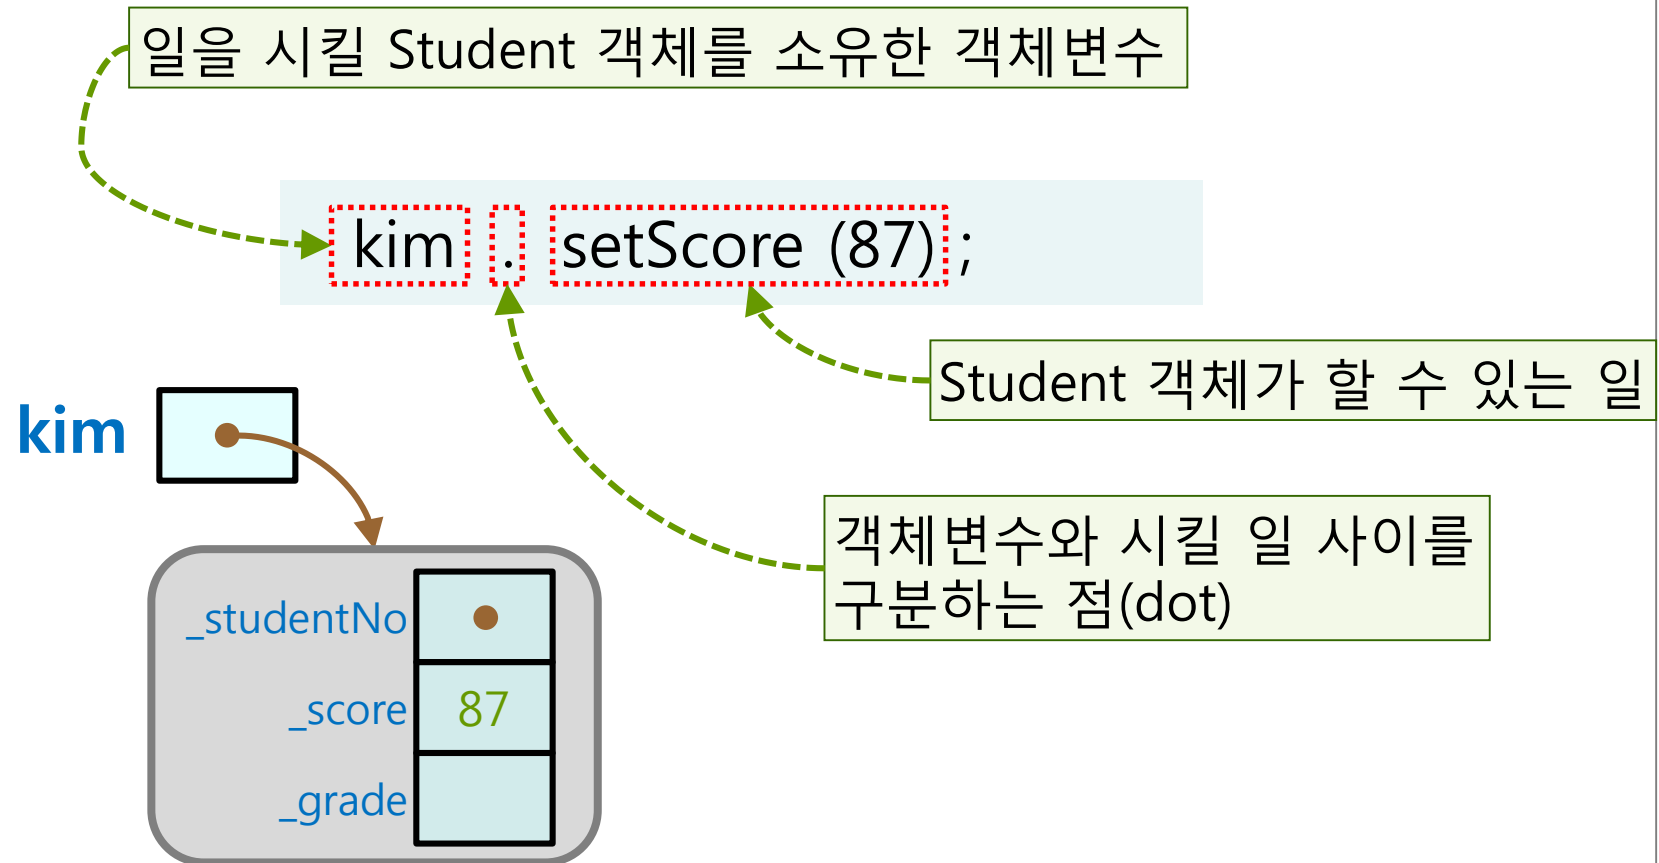 일을 시킬 Student 객체를 소유한 객체변수
kim . setScore (87) ;
Student 객체가 할 수 있는 일
kim
객체변수와 시킬 일 사이를
구분하는 점(dot)
_studentNo
_score 87
_grade